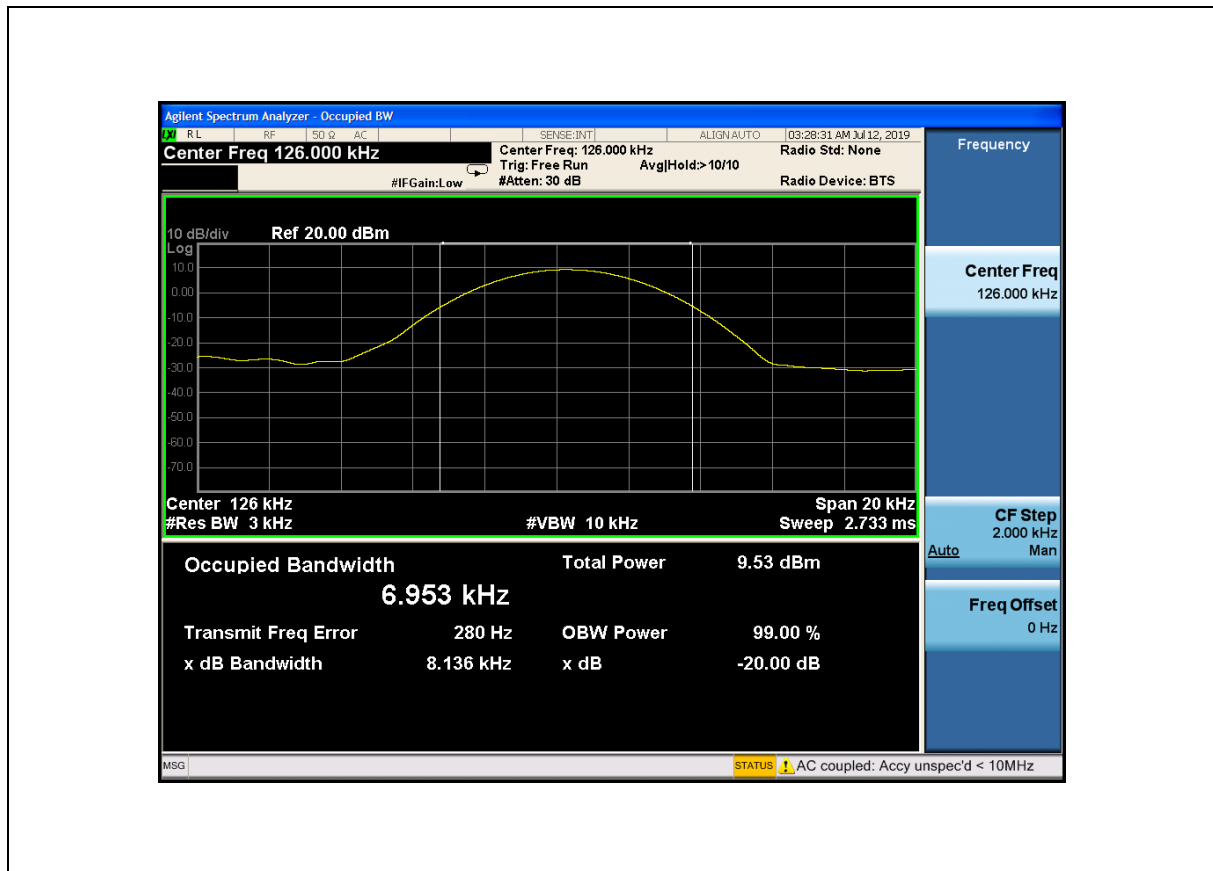 Agilent Spectrum Analyzer - Occupied BW
LXI RL RF 50 Ω AC SENSE:INT ALIGN AUTO 03:28:31 AM Jul 12, 2019
Center Freq 126.000 kHz Center Freq: 126.000 kHz Radio Std: None
Trig: Free Run Avg|Hold:> 10/10
#IFGain:Low #Atten: 30 dB Radio Device: BTS
10 dB/div Ref 20.00 dBm
Log
10.0
0.00
-10.0
-20.0
-30.0
-40.0
-50.0
-60.0
-70.0
Center 126 kHz Span 20 kHz
#Res BW 3 kHz #VBW 10 kHz Sweep 2.733 ms
Occupied Bandwidth Total Power 9.53 dBm
6.953 kHz
Transmit Freq Error 280 Hz OBW Power 99.00 %
x dB Bandwidth 8.136 kHz x dB -20.00 dB
Frequency
Center Freq
126.000 kHz
CF Step
2.000 kHz
Auto Man
Freq Offset
0 Hz
MSG STATUS AC coupled: Accy unspec'd < 10MHz